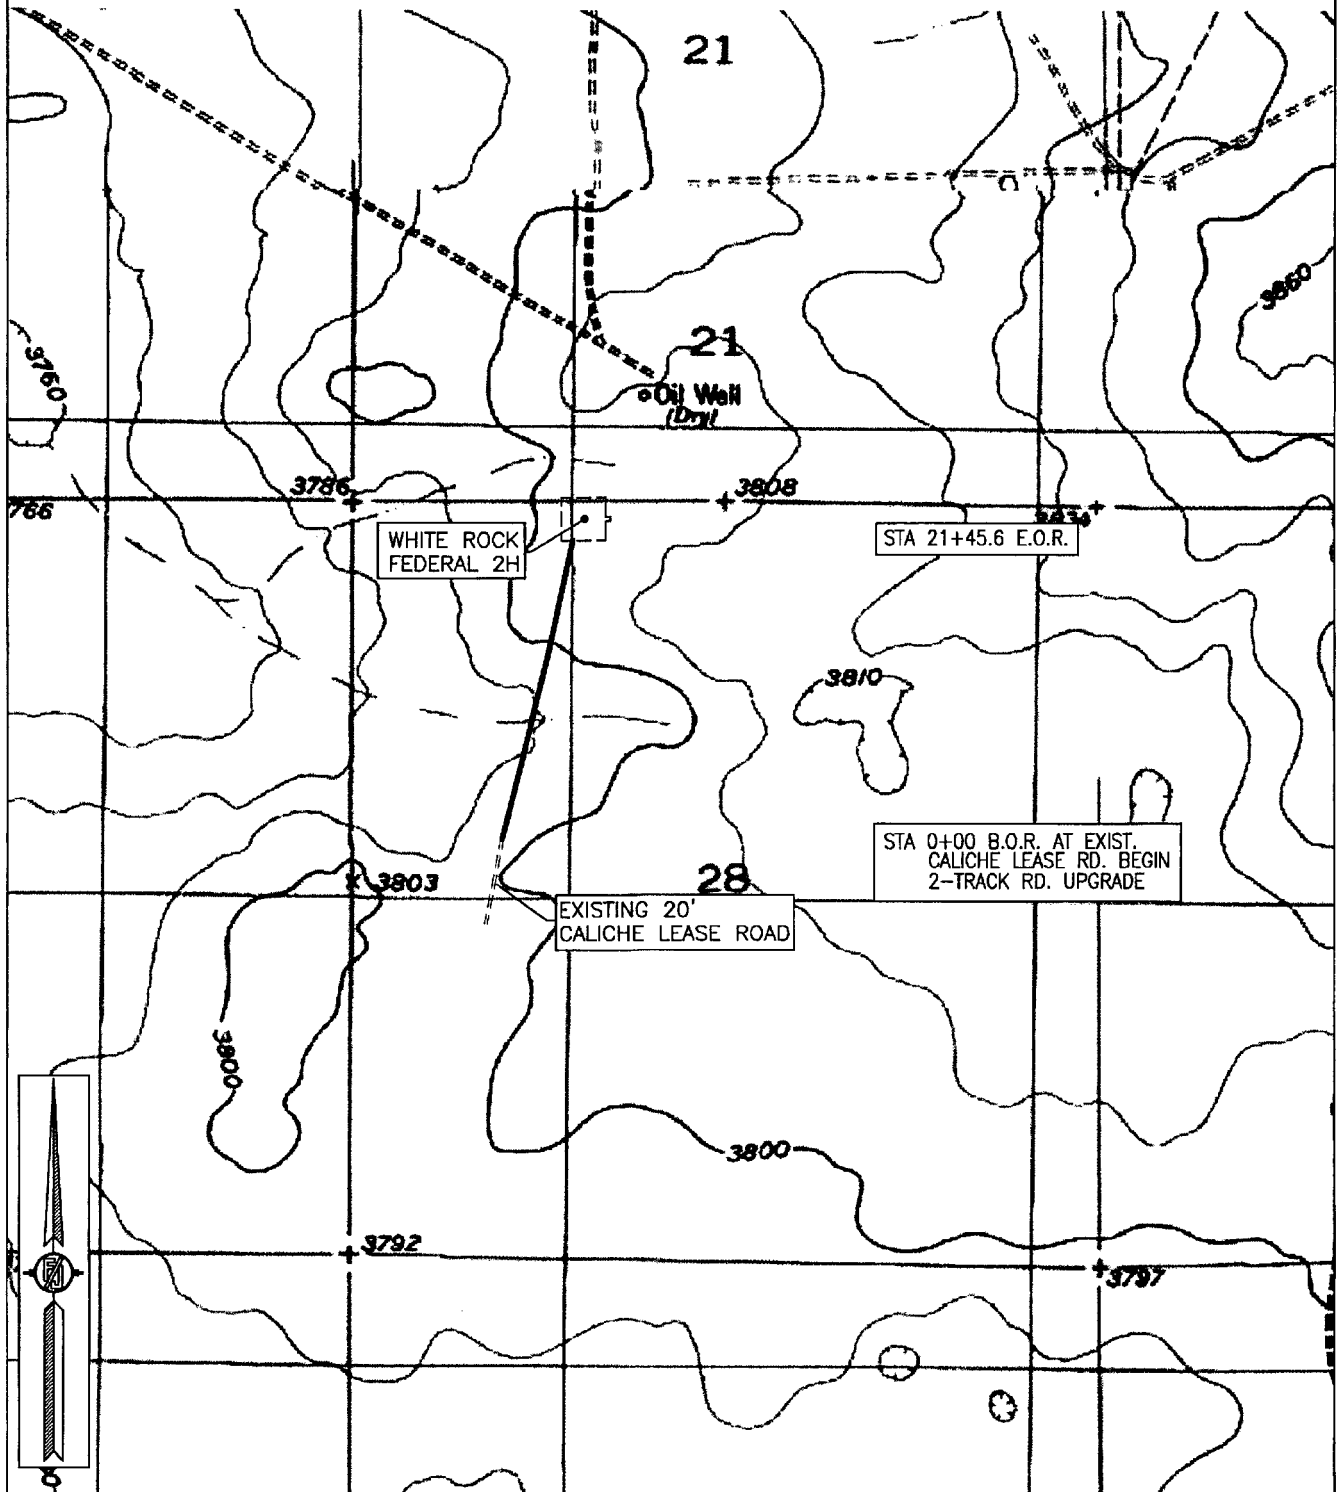 21
3860
21
3760
Oil Well
(Dry)
3786
3808
766
WHITE ROCK
FEDERAL 2H
STA 21+45.6 E.O.R.
3810
STA 0+00 B.O.R. AT EXIST.
CALICHE LEASE RD. BEGIN
2-TRACK RD. UPGRADE
3803
28
EXISTING 20'
CALICHE LEASE ROAD
3800
3800
3792
3797